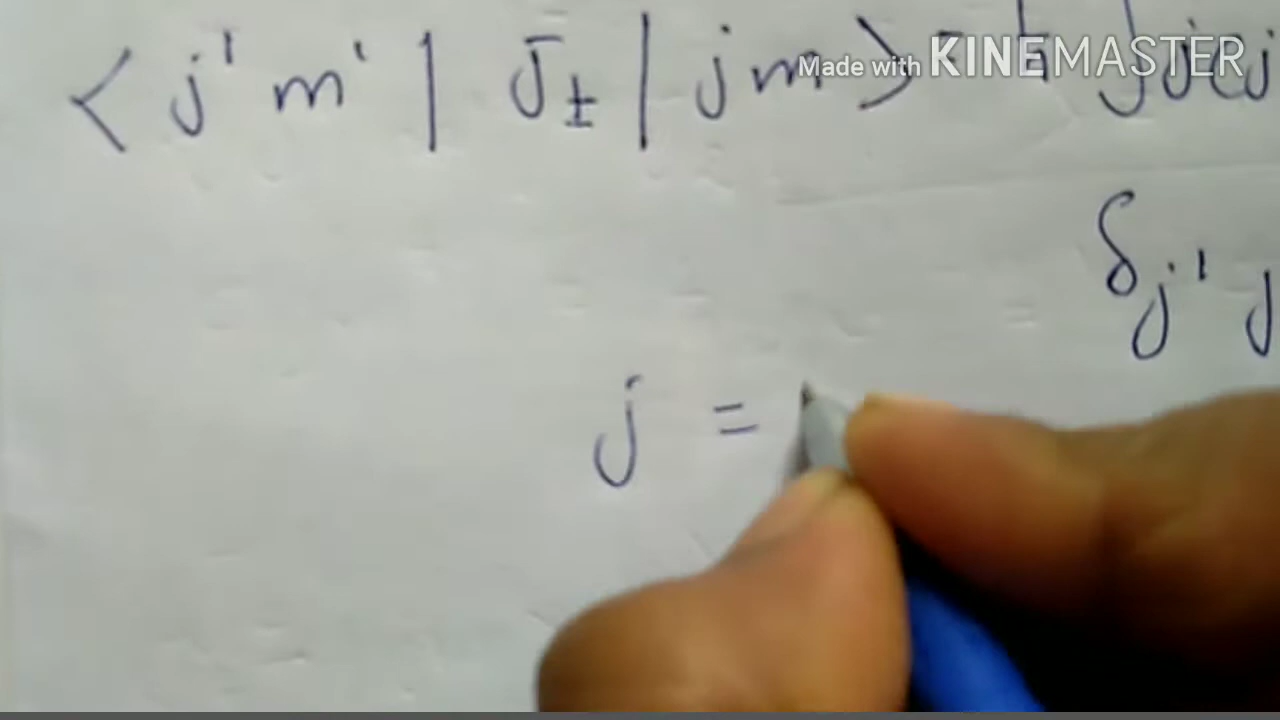 < j' m' | J± | j m > = ħ √j(j
Made with KINEMASTER
δj' j
j =